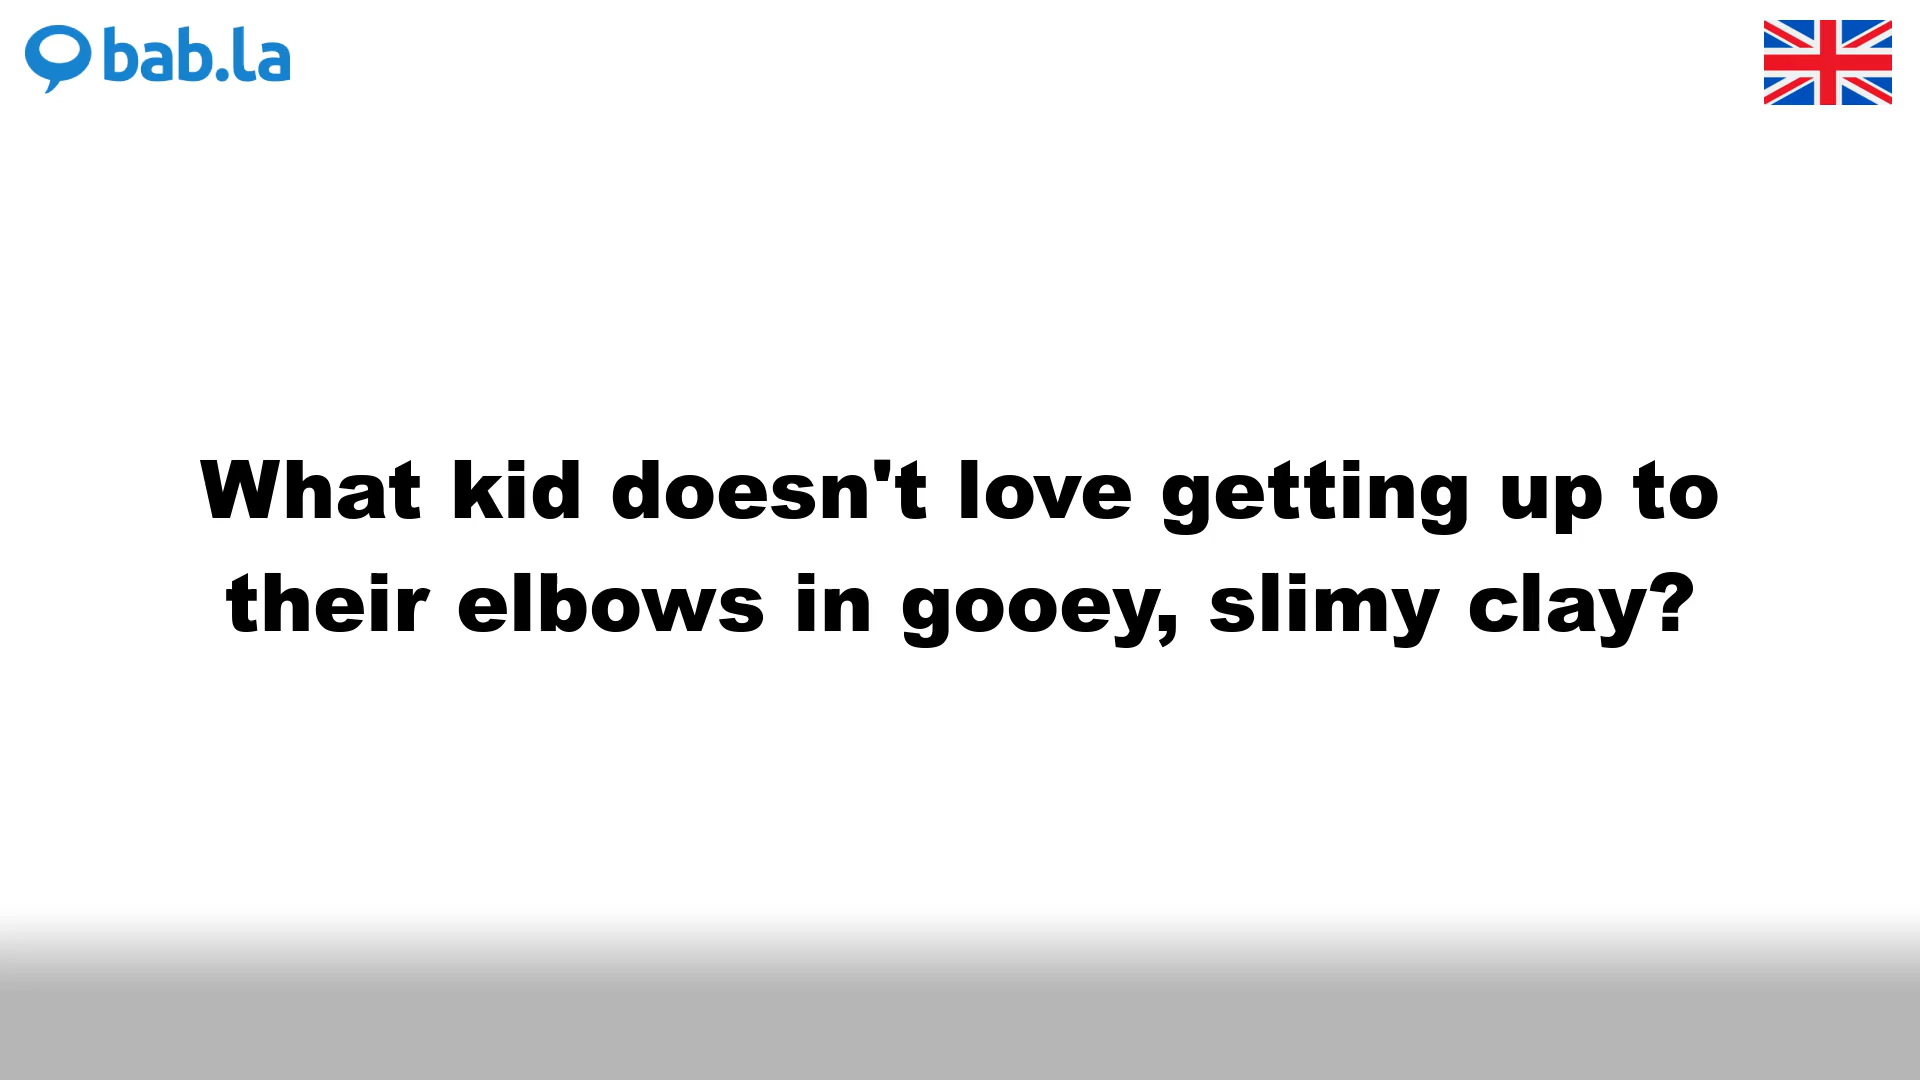 bab.la
What kid doesn't love getting up to
their elbows in gooey, slimy clay?